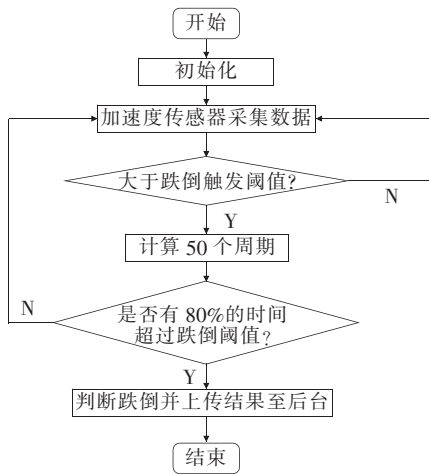 开始
初始化
加速度传感器采集数据
大于跌倒触发阈值?
N
Y
计算 50 个周期
N
是否有 80%的时间
超过跌倒阈值?
Y
判断跌倒并上传结果至后台
结束